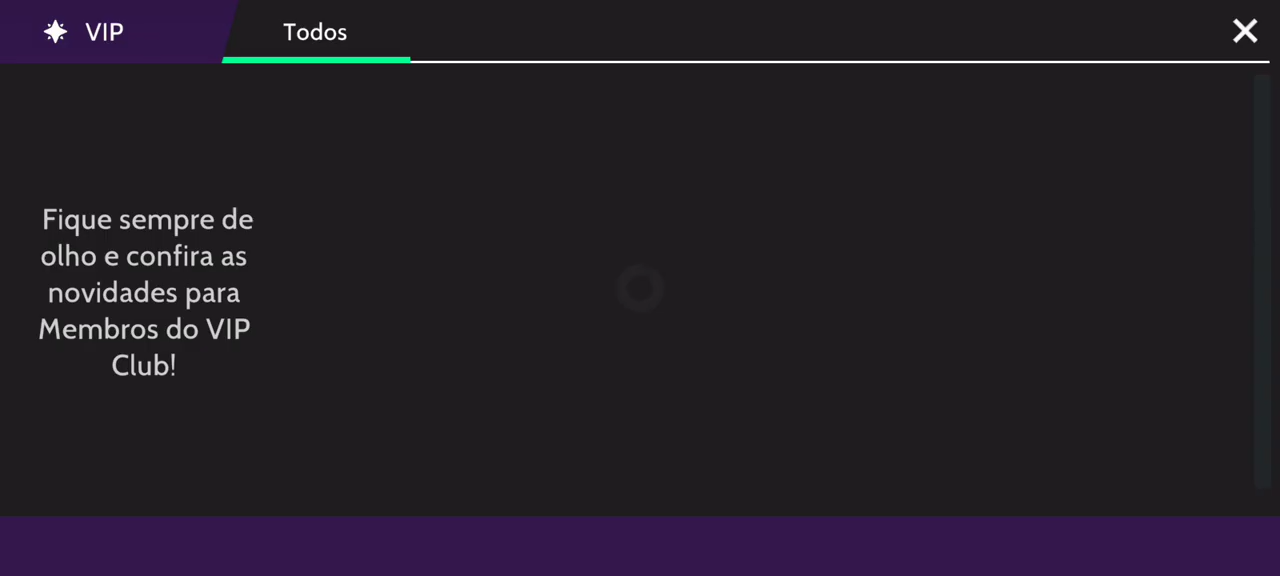 VIP
Todos
Fique sempre de
olho e confira as
novidades para
Membros do VIP
Club!